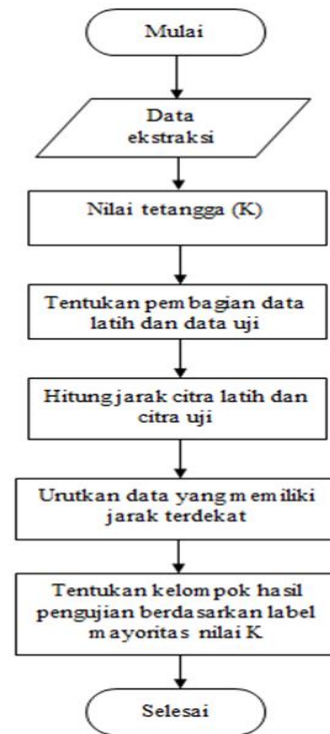 Mulai
Data
ekstraksi
Nilai tetangga (K)
Tentukan pembagian data
latih dan data uji
Hitung jarak citra latih dan
citra uji
Urutkan data yang memiliki
jarak terdekat
Tentukan kelompok hasil
pengujian berdasarkan label
mayoritas nilai K
Selesai